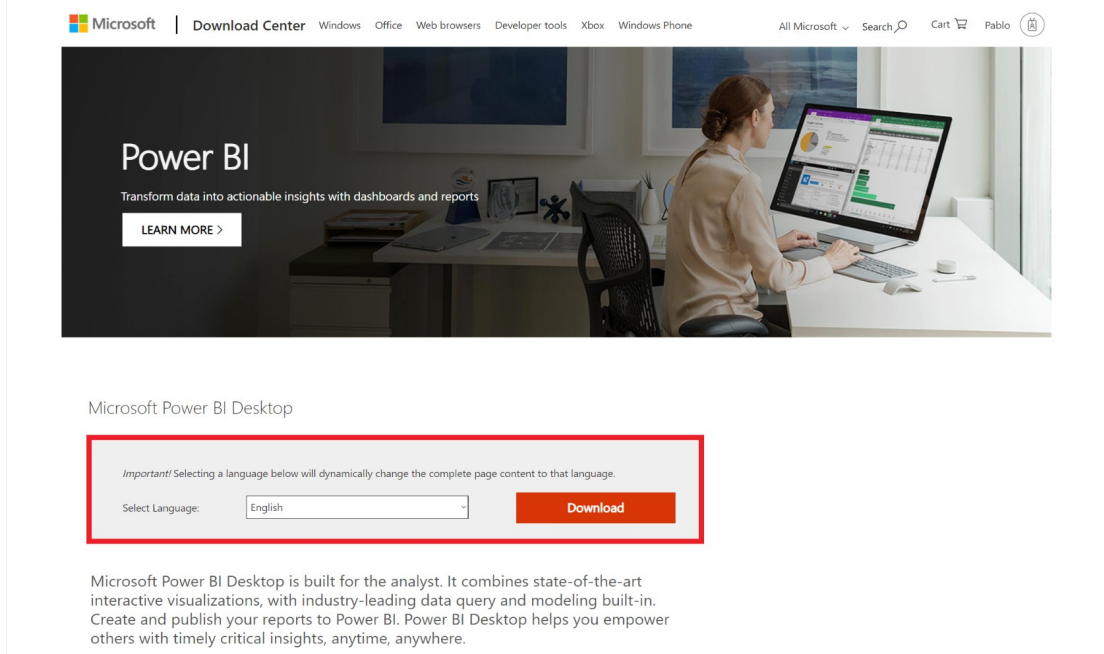 Microsoft Download Center Windows Office Web browsers Developer tools Xbox Windows Phone All Microsoft Search Cart Pablo
Power BI
Transform data into actionable insights with dashboards and reports
LEARN MORE >
Microsoft Power BI Desktop
Important! Selecting a language below will dynamically change the complete page content to that language.
Select Language: English Download
Microsoft Power BI Desktop is built for the analyst. It combines state-of-the-art
interactive visualizations, with industry-leading data query and modeling built-in.
Create and publish your reports to Power BI. Power BI Desktop helps you empower
others with timely critical insights, anytime, anywhere.